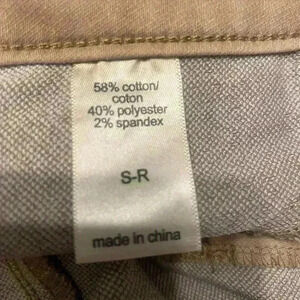 58% cotton/
coton
40% polyester
2% spandex
S-R
made in china